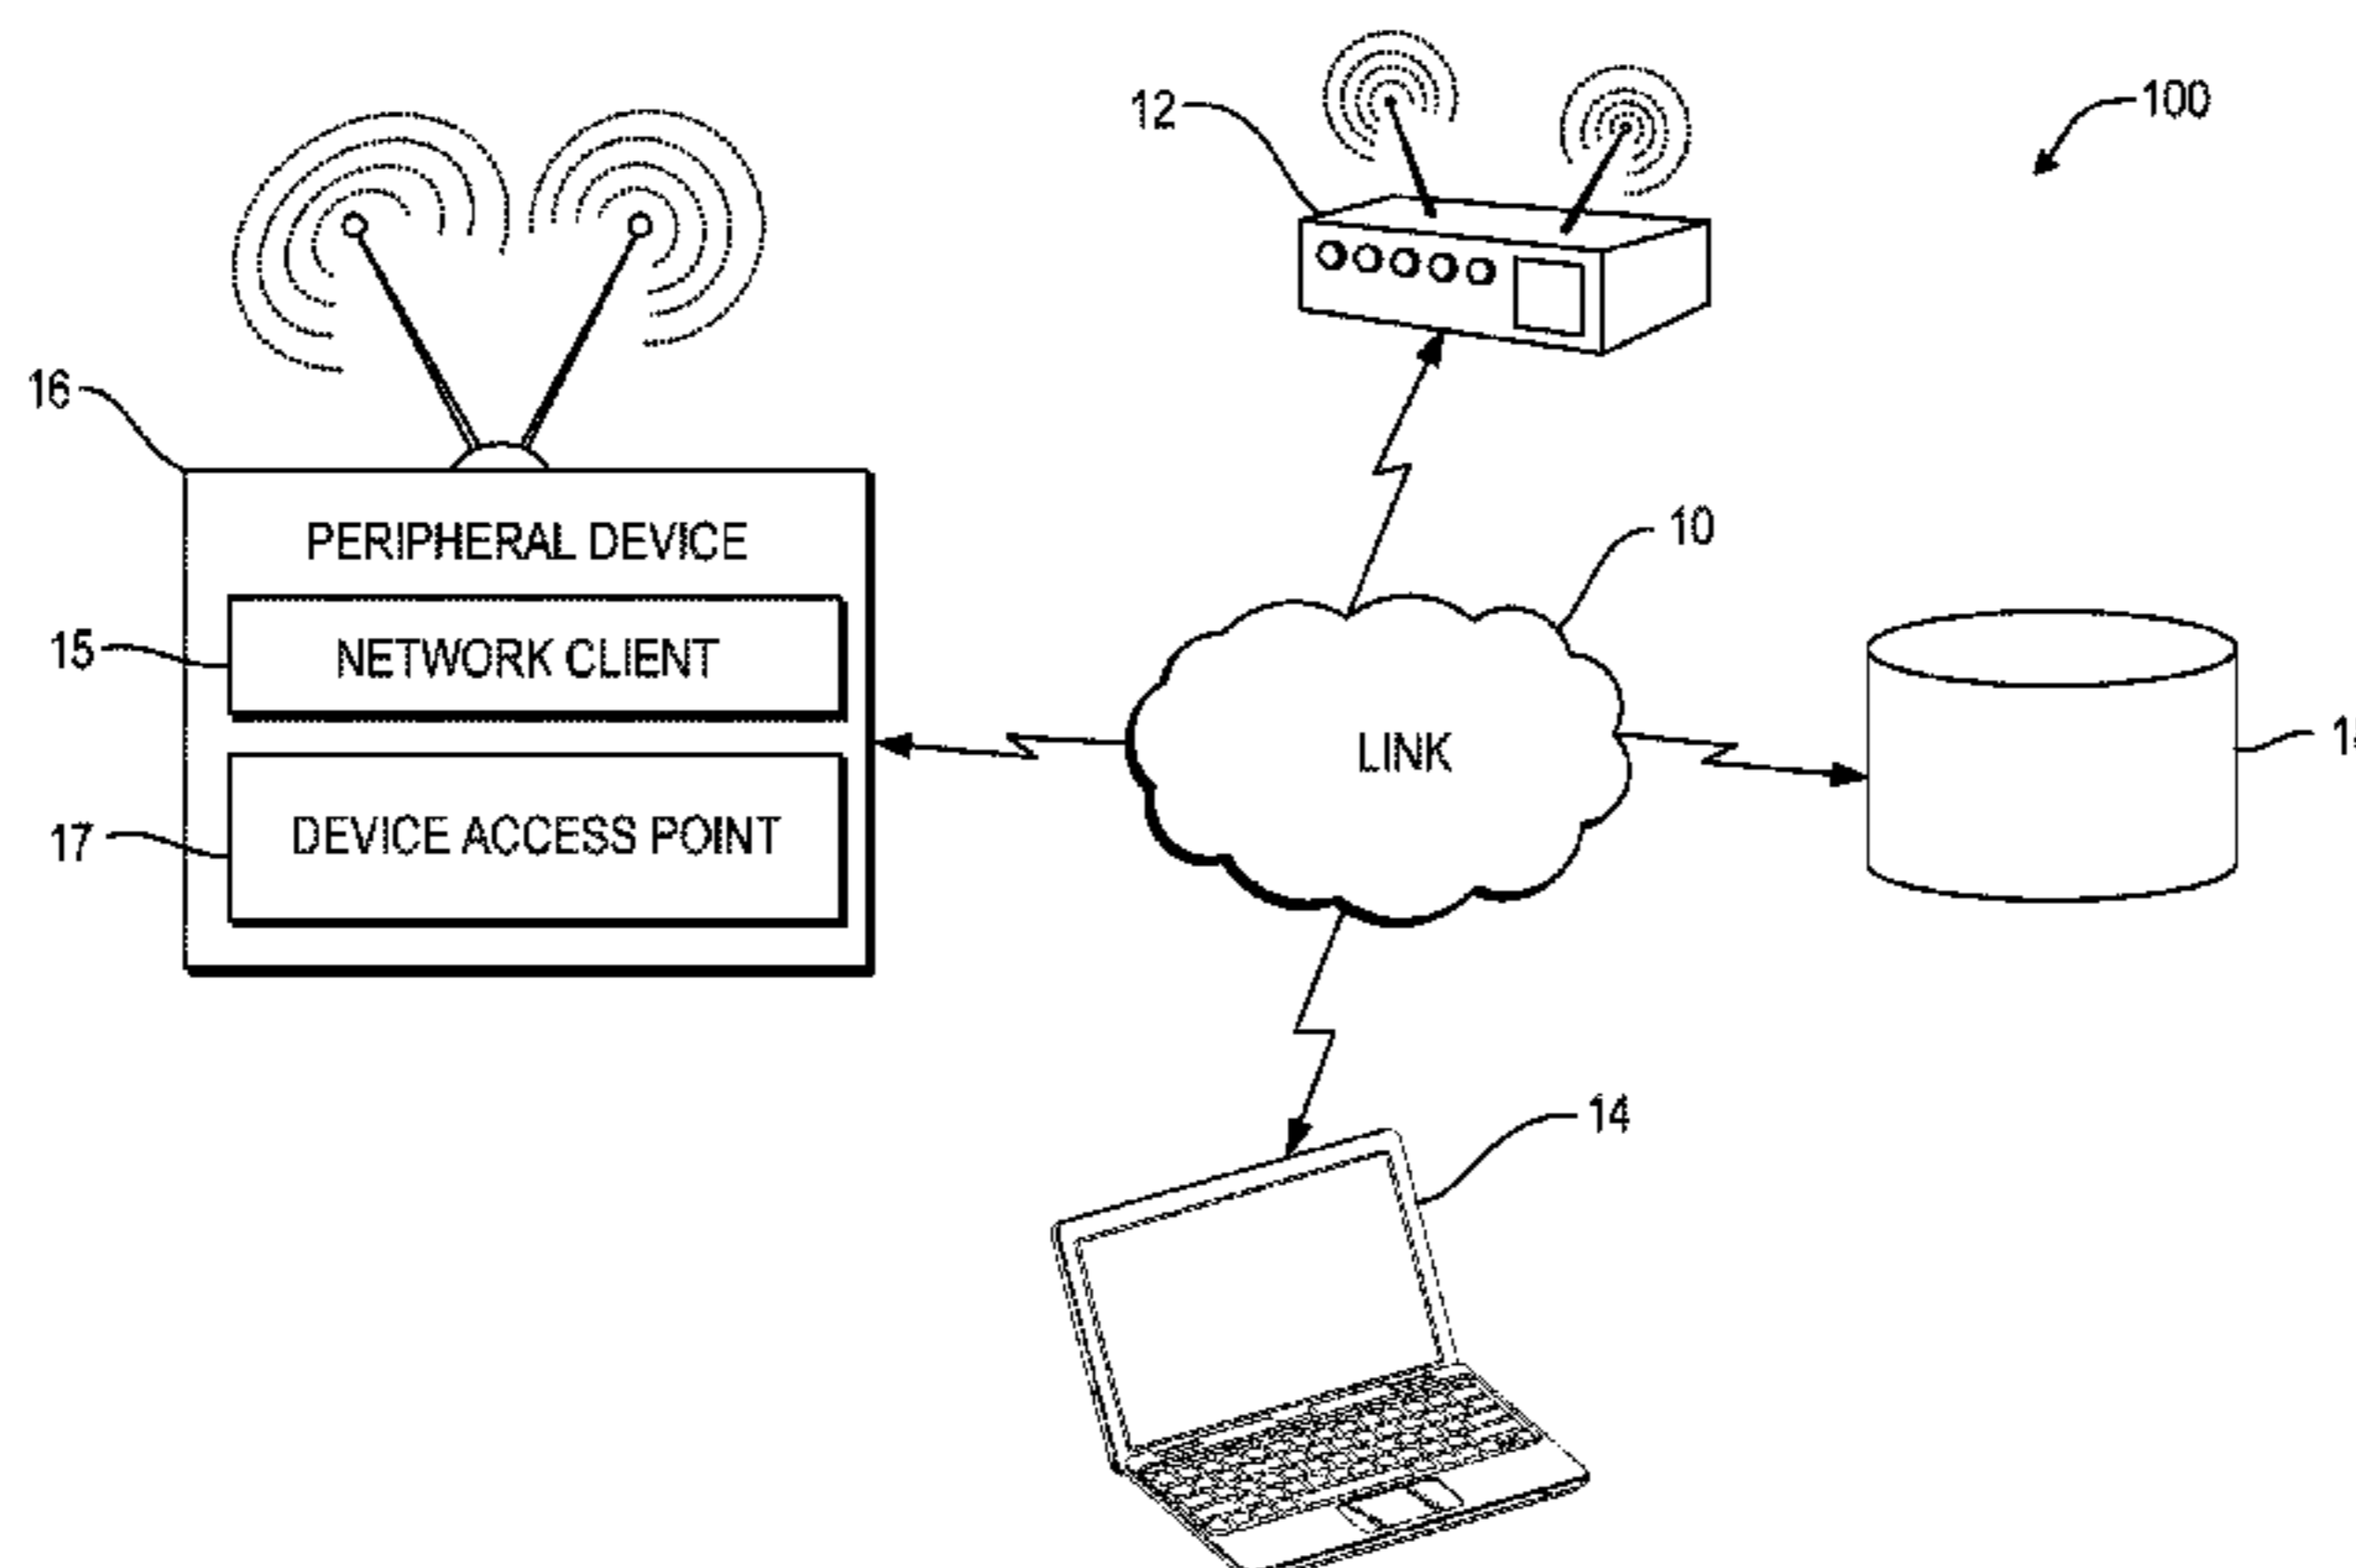 100
12
16
PERIPHERAL DEVICE
10
15
NETWORK CLIENT
LINK
17
DEVICE ACCESS POINT
14